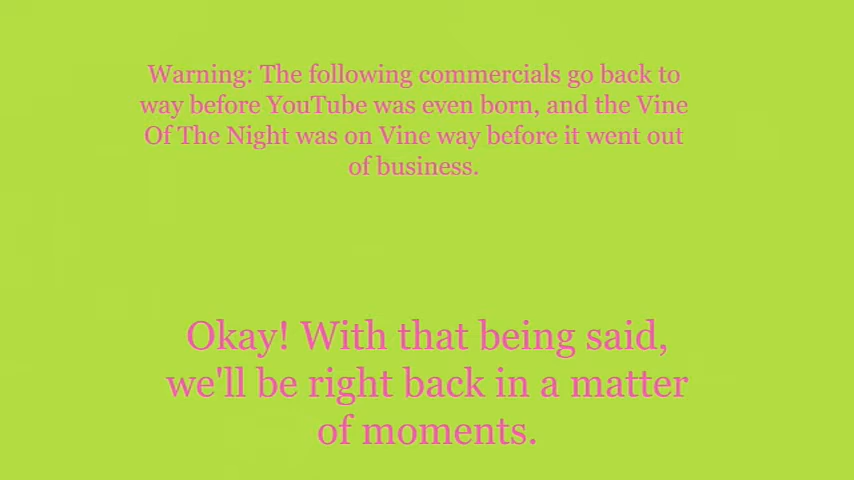 Warning: The following commercials go back to
way before YouTube was even born, and the Vine
Of The Night was on Vine way before it went out
of business.
Okay! With that being said,
we'll be right back in a matter
of moments.